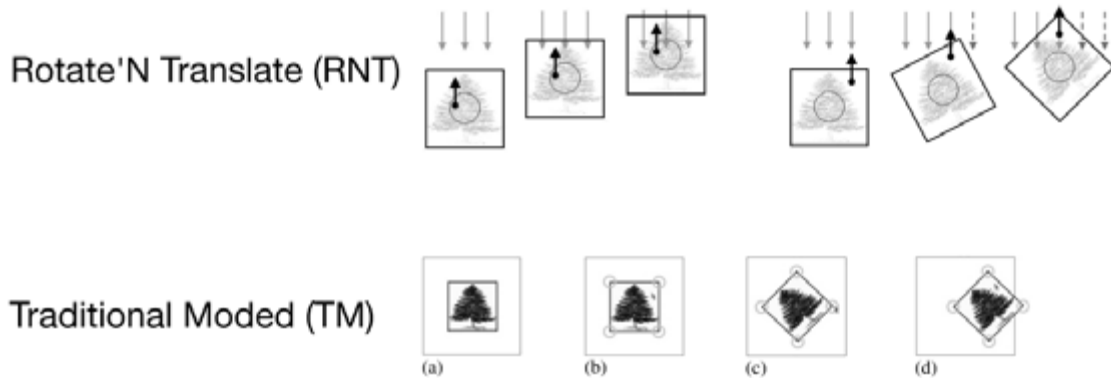 Rotate'N Translate (RNT)
Traditional Moded (TM)
(a) (b) (c) (d)